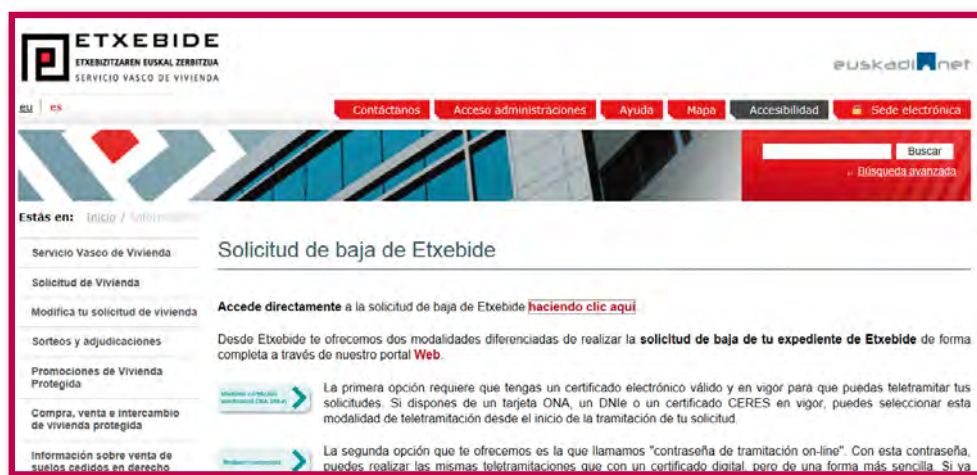 ETXEBIDE
ETXEBIZITZAREN EUSKAL ZERBITZUA
SERVICIO VASCO DE VIVIENDA
euskadi net
eu | es
Contáctanos Acceso administraciones Ayuda Mapa Accesibilidad Sede electrónica
Buscar
Búsqueda avanzada
Estás en: Inicio /
Servicio Vasco de Vivienda
Solicitud de Vivienda
Modifica tu solicitud de vivienda
Sorteos y adjudicaciones
Promociones de Vivienda
Protegida
Compra, venta e intercambio
de vivienda protegida
Información sobre venta de
suelos cedidos en derecho
Solicitud de baja de Etxebide
Accede directamente a la solicitud de baja de Etxebide haciendo clic aquí.
Desde Etxebide te ofrecemos dos modalidades diferenciadas de realizar la solicitud de baja de tu expediente de Etxebide de forma
completa a través de nuestro portal Web.
La primera opción requiere que tengas un certificado electrónico válido y en vigor para que puedas teletramitar tus
solicitudes. Si dispones de un tarjeta ONA, un DNIe o un certificado CERES en vigor, puedes seleccionar esta
modalidad de teletramitación desde el inicio de la tramitación de tu solicitud.
La segunda opción que te ofrecemos es la que llamamos "contraseña de tramitación on-line". Con esta contraseña,
puedes realizar las mismas teletramitaciones que con un certificado digital, pero de una forma más sencilla. Si no